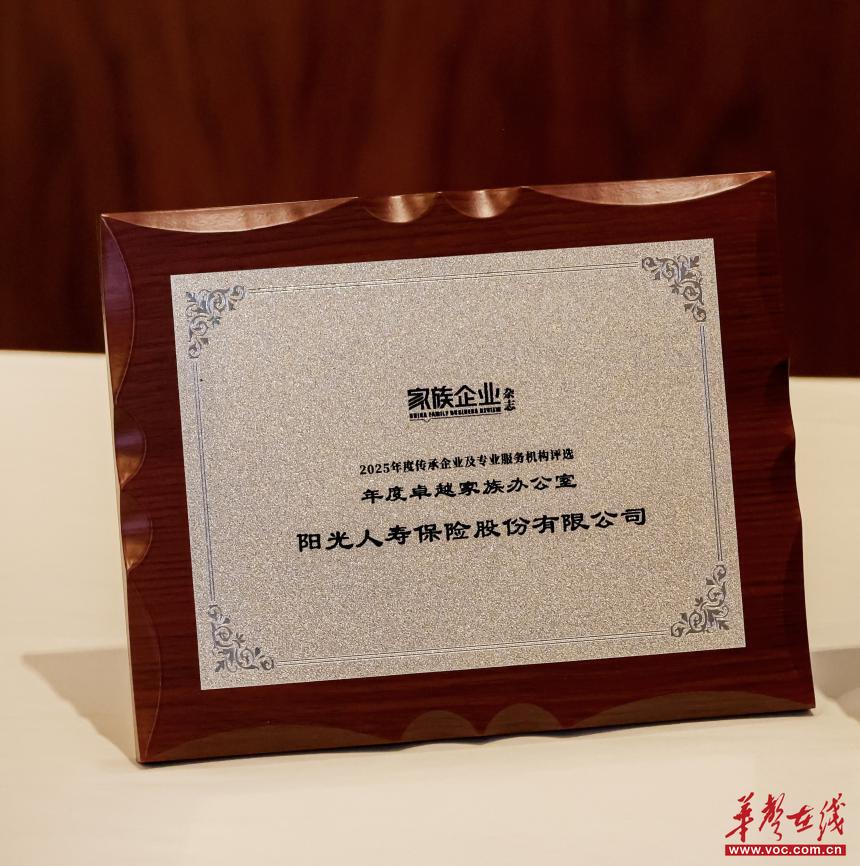 家族企业杂志
CHINA FAMILY BUSINESS REVIEW
2025年度传承企业及专业服务机构评选
年度卓越家族办公室
阳光人寿保险股份有限公司
华声在线
www.voc.com.cn